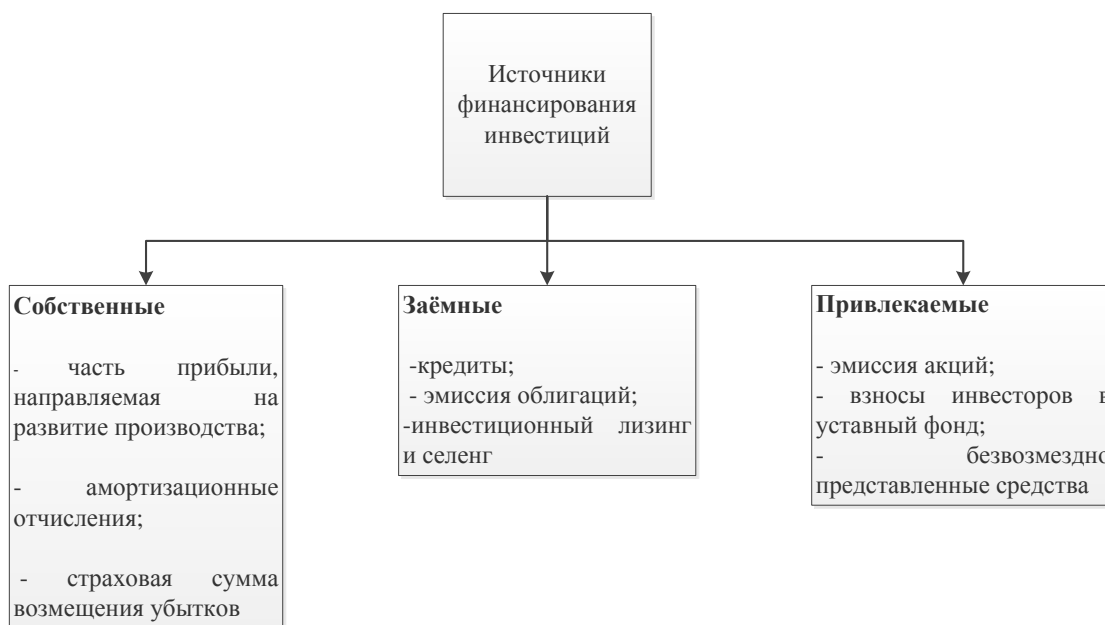 Источники
финансирования
инвестиций
Собственные
- часть прибыли,
направляемая на
развитие производства;
- амортизационные
отчисления;
- страховая сумма
возмещения убытков
Заёмные
-кредиты;
- эмиссия облигаций;
-инвестиционный лизинг
и селенг
Привлекаемые
- эмиссия акций;
- взносы инвесторов в
уставный фонд;
- безвозмездно
представленные средства